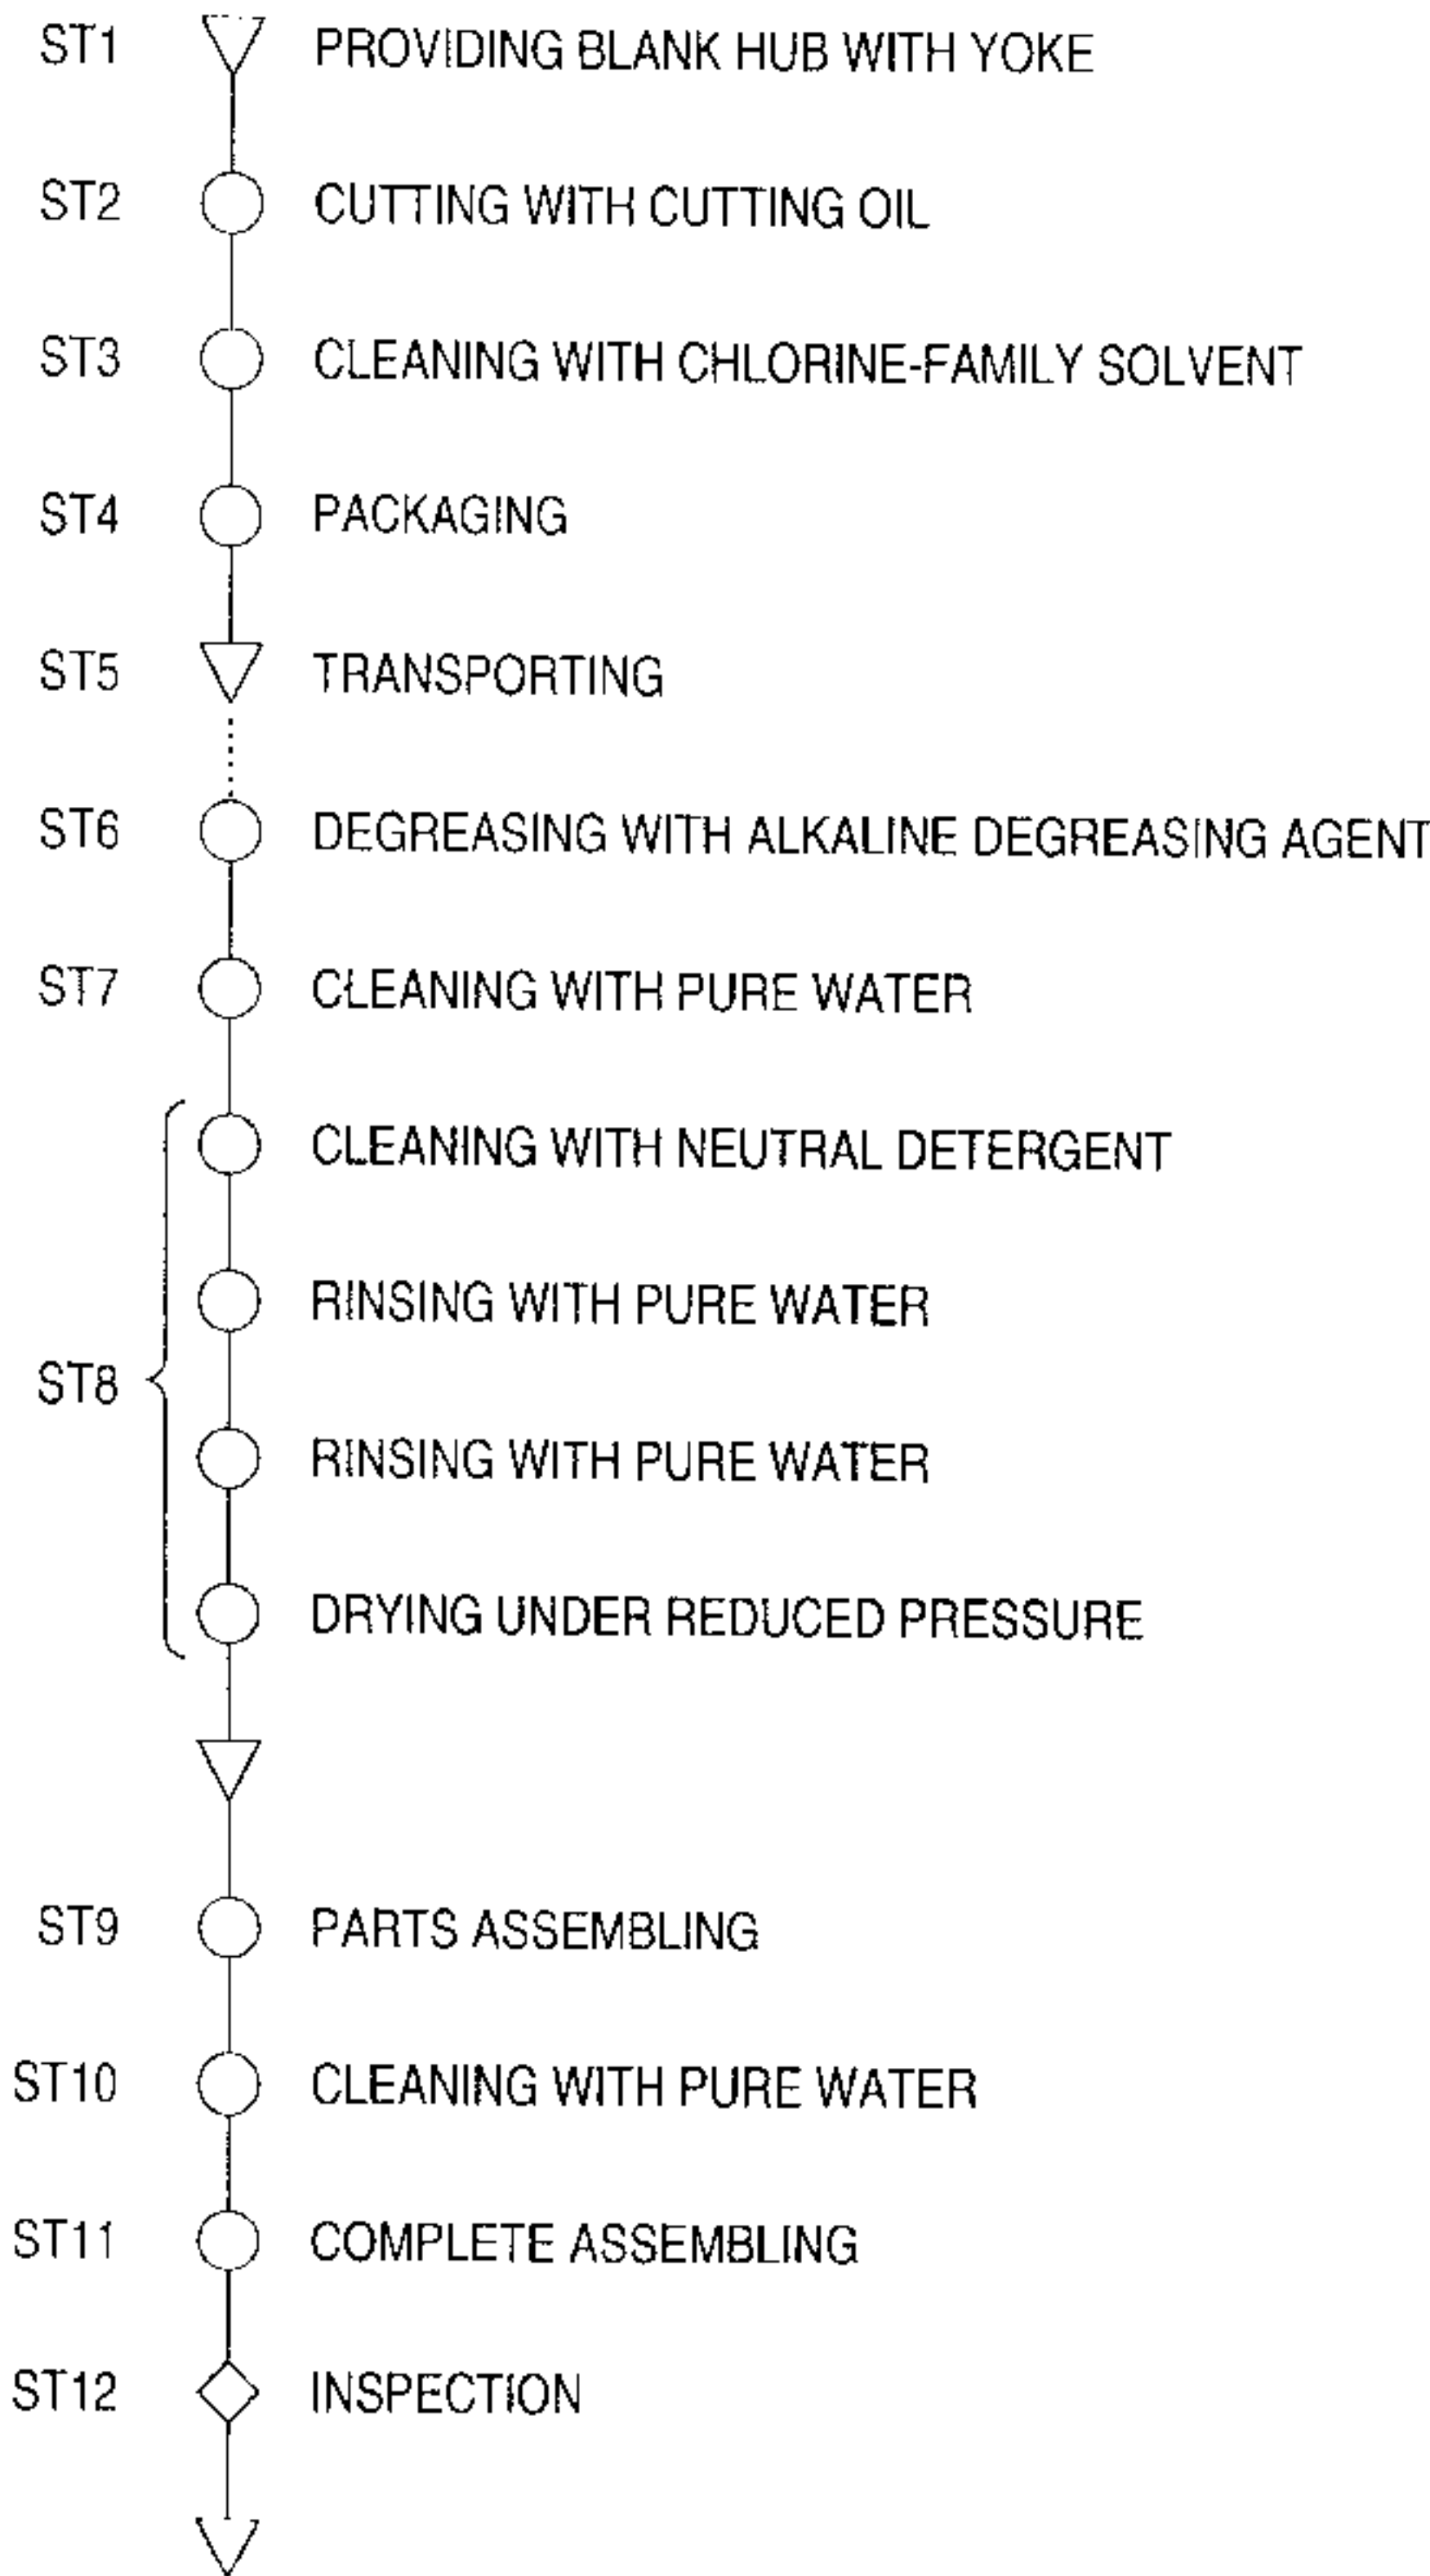 ST1 PROVIDING BLANK HUB WITH YOKE
ST2 CUTTING WITH CUTTING OIL
ST3 CLEANING WITH CHLORINE-FAMILY SOLVENT
ST4 PACKAGING
ST5 TRANSPORTING
ST6 DEGREASING WITH ALKALINE DEGREASING AGENT
ST7 CLEANING WITH PURE WATER
CLEANING WITH NEUTRAL DETERGENT
RINSING WITH PURE WATER
ST8
RINSING WITH PURE WATER
DRYING UNDER REDUCED PRESSURE
ST9 PARTS ASSEMBLING
ST10 CLEANING WITH PURE WATER
ST11 COMPLETE ASSEMBLING
ST12 INSPECTION